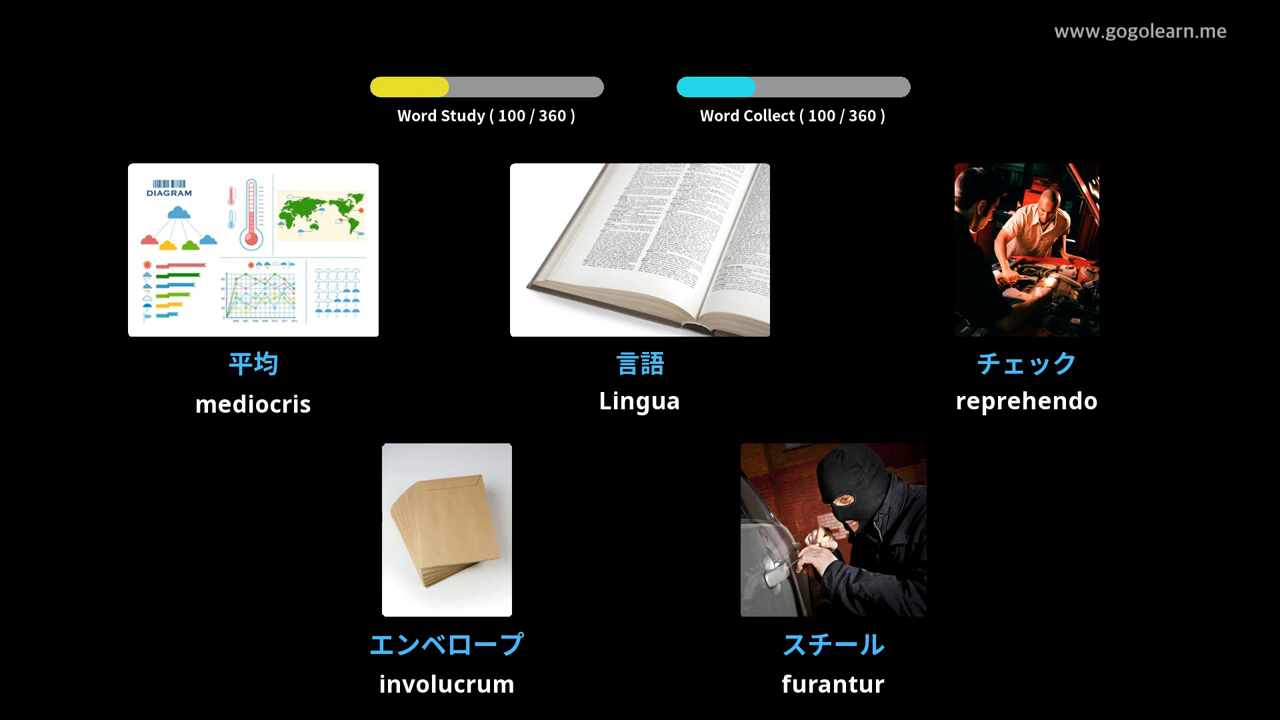 www.gogolearn.me
Word Study ( 100 / 360 )
Word Collect ( 100 / 360 )
DIAGRAM
平均
mediocris
言語
Lingua
チェック
reprehendo
エンベロープ
involucrum
スチール
furantur